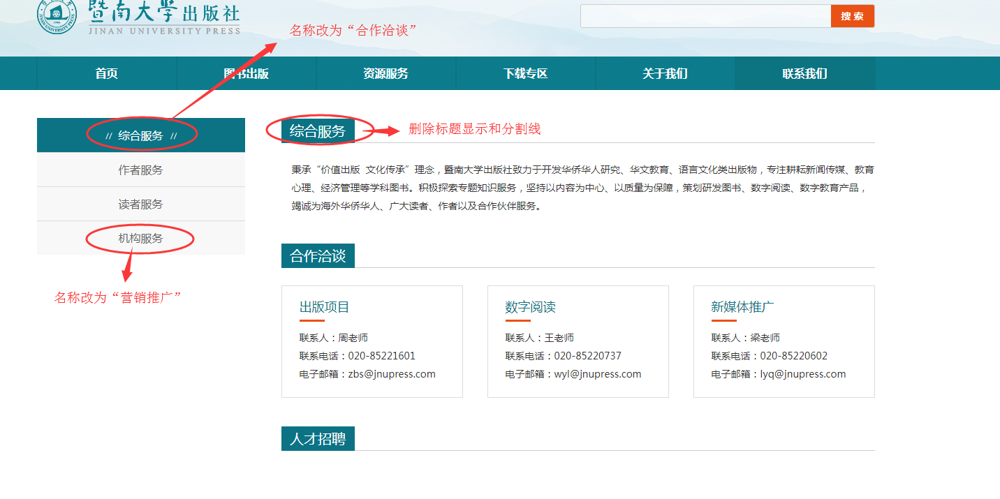 暨南大学出版社
JINAN UNIVERSITY PRESS
搜 索
名称改为“合作洽谈”
首页 图书出版 资源服务 下载专区 关于我们 联系我们
// 综合服务 //
作者服务
读者服务
机构服务
名称改为“营销推广”
综合服务
删除标题显示和分割线
秉承“价值出版 文化传承”理念，暨南大学出版社致力于开发华侨华人研究、华文教育、语言文化类出版物，专注耕耘新闻传媒、教育
心理、经济管理等学科图书。积极探索专题知识服务，坚持以内容为中心、以质量为保障，策划研发图书、数字阅读、数字教育产品，
竭诚为海外华侨华人、广大读者、作者以及合作伙伴服务。
合作洽谈
出版项目
联系人：周老师
联系电话：020-85221601
电子邮箱：zbs@jnupress.com
数字阅读
联系人：王老师
联系电话：020-85220737
电子邮箱：wyl@jnupress.com
新媒体推广
联系人：梁老师
联系电话：020-85220602
电子邮箱：lyq@jnupress.com
人才招聘